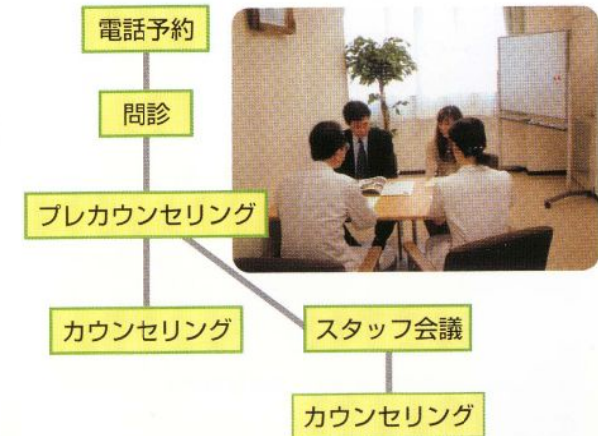 電話予約
問診
プレカウンセリング
カウンセリング
スタッフ会議
カウンセリング